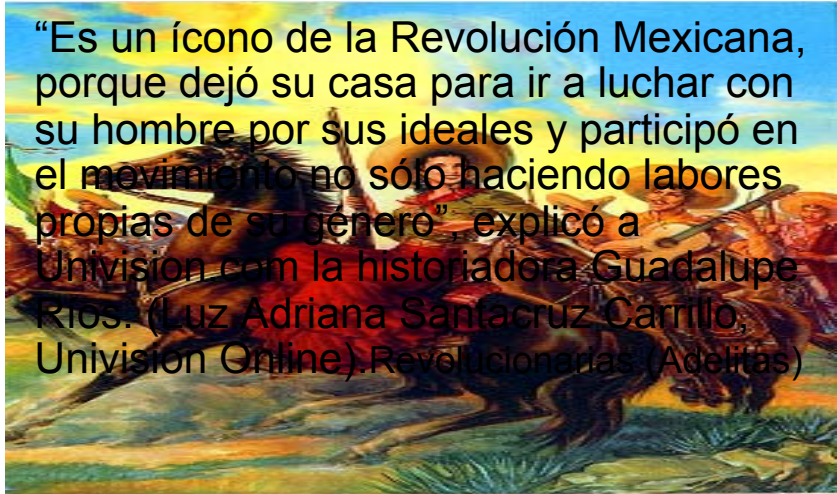 “Es un ícono de la Revolución Mexicana,
porque dejó su casa para ir a luchar con
su hombre por sus ideales y participó en
el movimiento no sólo haciendo labores
propias de su género”, explicó a
Univision.com la historiadora Guadalupe
Ríos. (Luz Adriana Santacruz Carrillo,
Univision Online).Revolucionarias (Adelitas)